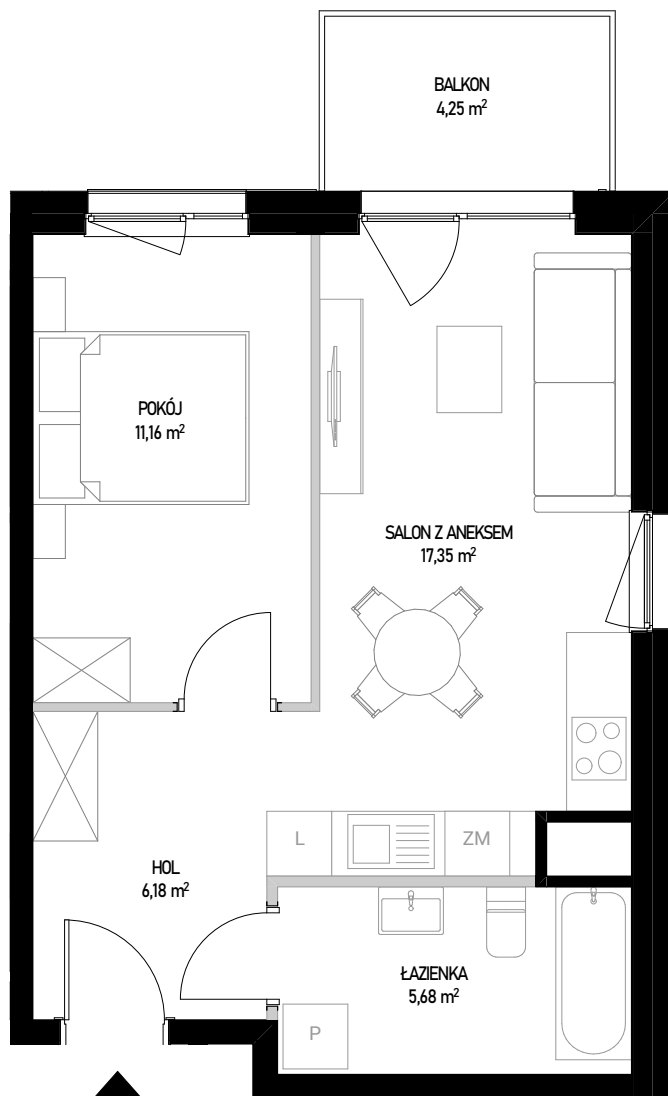 BALKON
4,25 m²
POKÓJ
11,16 m²
SALON Z ANEKSEM
17,35 m²
L
ZM
HOL
6,18 m²
ŁAZIENKA
5,68 m²
P